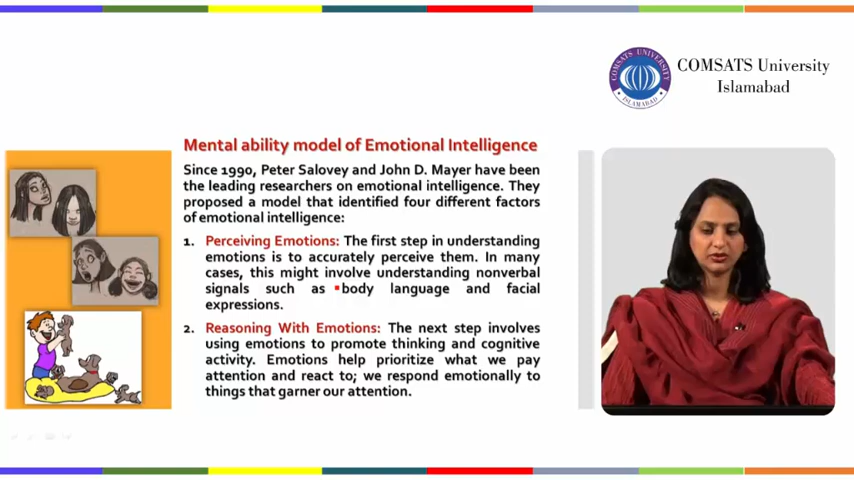 COMSATS University
Islamabad
COMSATS UNIVERSITY
ISLAMABAD
Mental ability model of Emotional Intelligence
Since 1990, Peter Salovey and John D. Mayer have been
the leading researchers on emotional intelligence. They
proposed a model that identified four different factors
of emotional intelligence:
1. Perceiving Emotions: The first step in understanding
emotions is to accurately perceive them. In many
cases, this might involve understanding nonverbal
signals such as body language and facial
expressions.
2. Reasoning With Emotions: The next step involves
using emotions to promote thinking and cognitive
activity. Emotions help prioritize what we pay
attention and react to; we respond emotionally to
things that garner our attention.